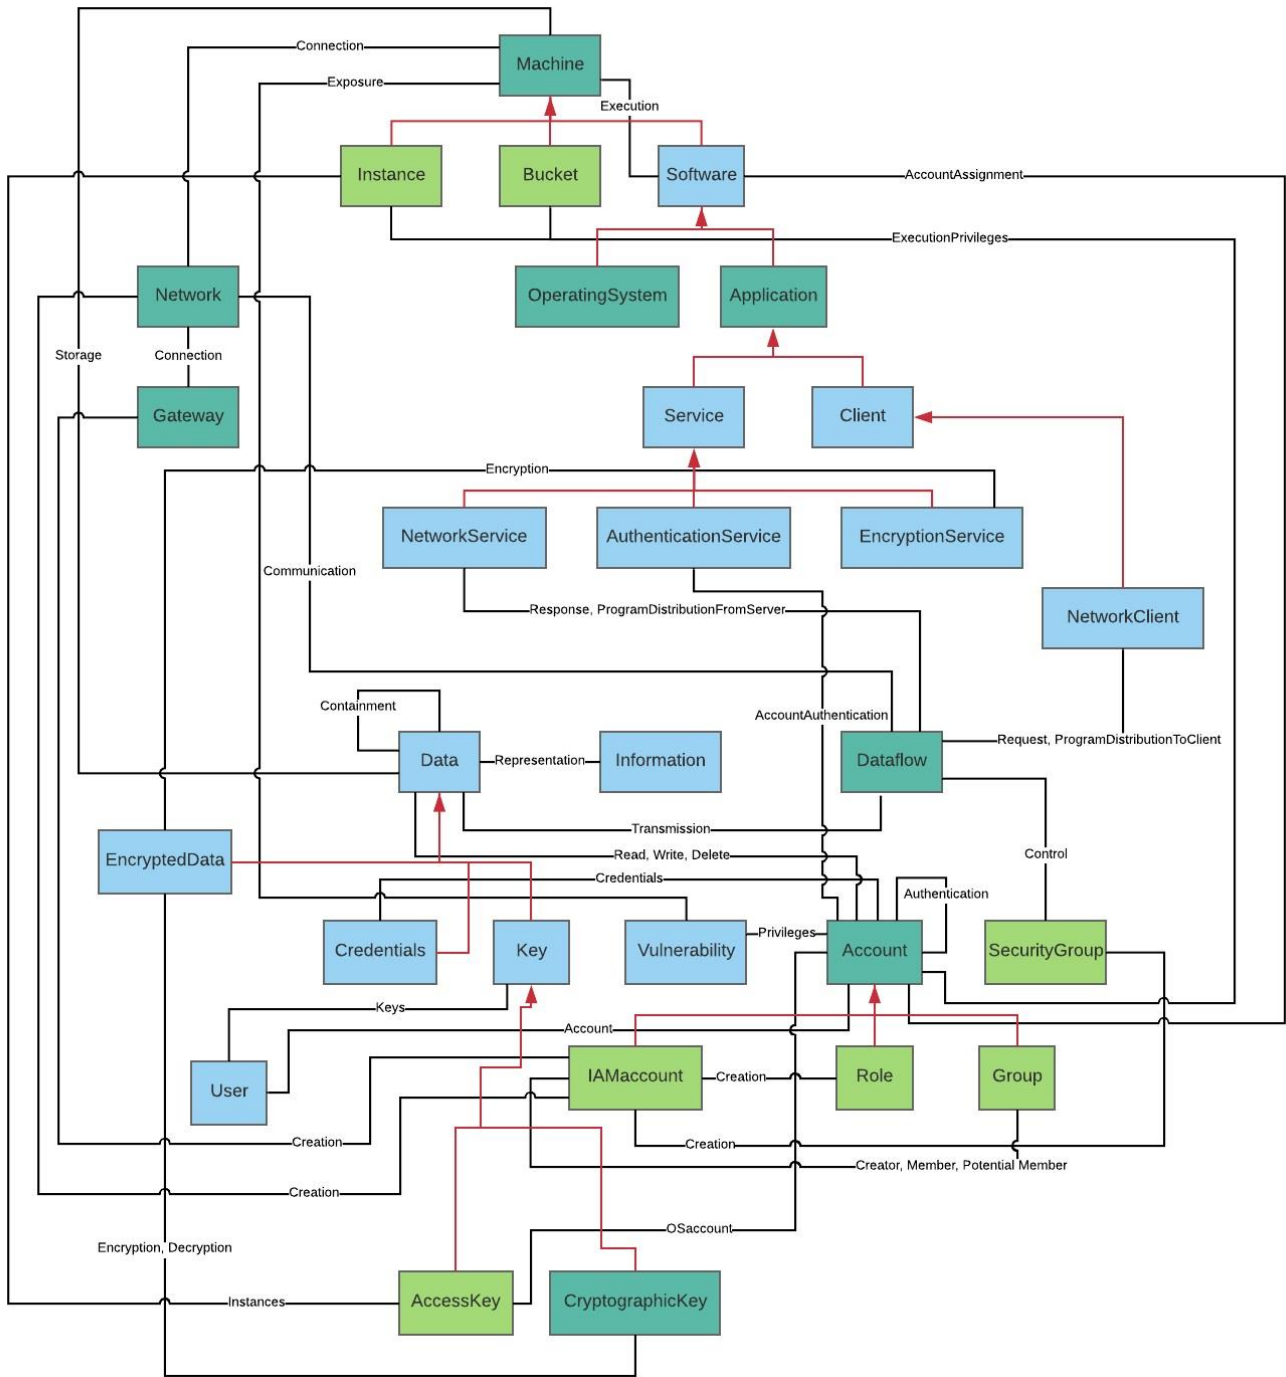 Connection
Machine
Exposure
Execution
Instance
Bucket
Software
AccountAssignment
ExecutionPrivileges
Network
OperatingSystem
Application
Storage
Connection
Gateway
Service
Client
Encryption
NetworkService
AuthenticationService
EncryptionService
Communication
Response, ProgramDistributionFromServer
NetworkClient
Containment
AccountAuthentication
Data
Representation
Information
Dataflow
Request, ProgramDistributionToClient
Transmission
EncryptedData
Read, Write, Delete
Control
Credentials
Authentication
Credentials
Key
Vulnerability
Privileges
Account
SecurityGroup
Keys
Account
User
IAMaccount
Creation
Role
Group
Creation
Creation
Creator, Member, Potential Member
Creation
OSaccount
Encryption, Decryption
Instances
AccessKey
CryptographicKey